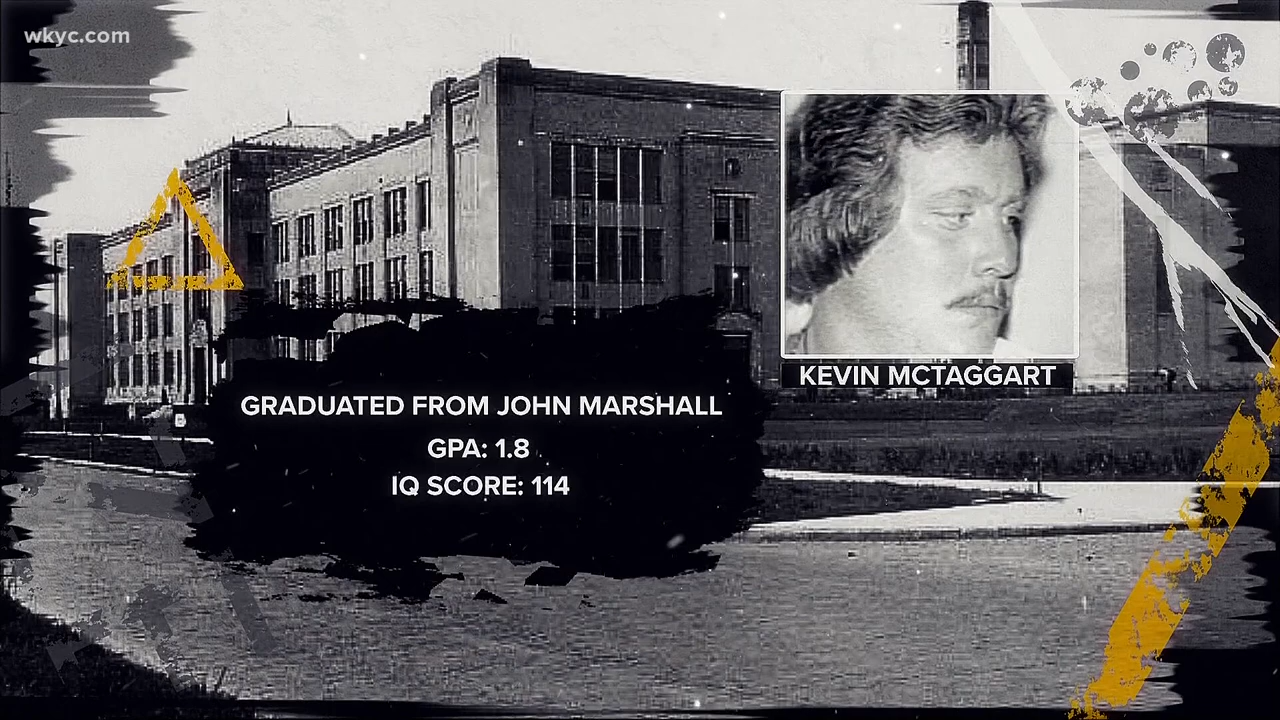 wkyc.com
KEVIN MCTAGGART
GRADUATED FROM JOHN MARSHALL
GPA: 1.8
IQ SCORE: 114